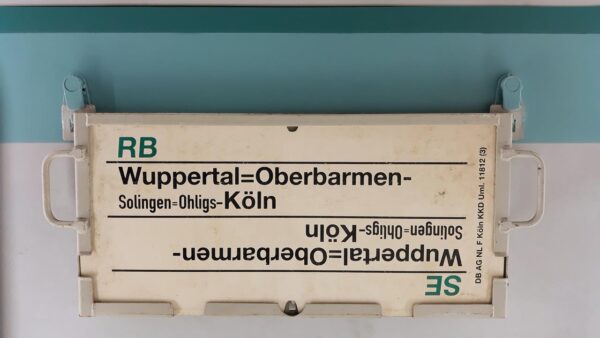 RB
Wuppertal=Oberbarmen-
Solingen=Ohligs-Köln
SE
Wuppertal=Oberbarmen-
Solingen=Ohligs-Köln
DB AG NL F Köln KKD Uml. 11812 (3)